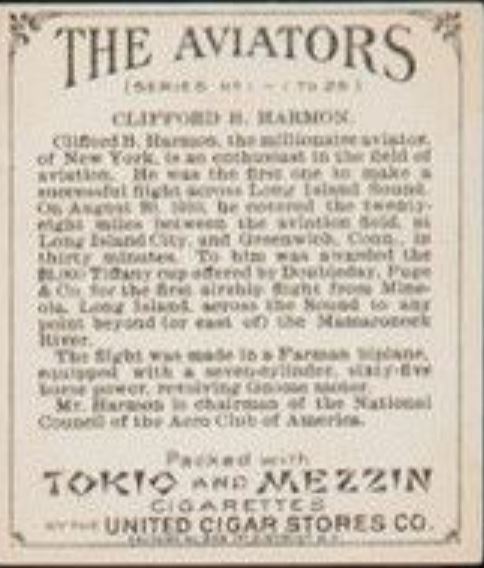 THE AVIATORS
(SERIES Nº 1 - 1 TO 25)
CLIFFORD B. HARMON.
Clifford B. Harmon, the millionaire aviator,
of New York, is an enthusiast in the field of
aviation. He was the first one to make a
successful flight across Long Island Sound.
On August 20, 1910, he covered the twenty-
eight miles between the aviation field, at
Long Island City, and Greenwich, Conn., in
thirty minutes. To him was awarded the
Tiffany cup offered by Doubleday, Page
& Co. for the first airship flight from Mine-
ola, Long Island, across the Sound to any
point beyond (or east of) the Mamaroneck
River.
The flight was made in a Farman biplane,
equipped with a seven-cylinder, sixty-five
horse power, revolving Gnome motor.
Mr. Harmon is chairman of the National
Council of the Aero Club of America.
Packed with
TOKIO AND MEZZIN
CIGARETTES
BY THE UNITED CIGAR STORES CO.